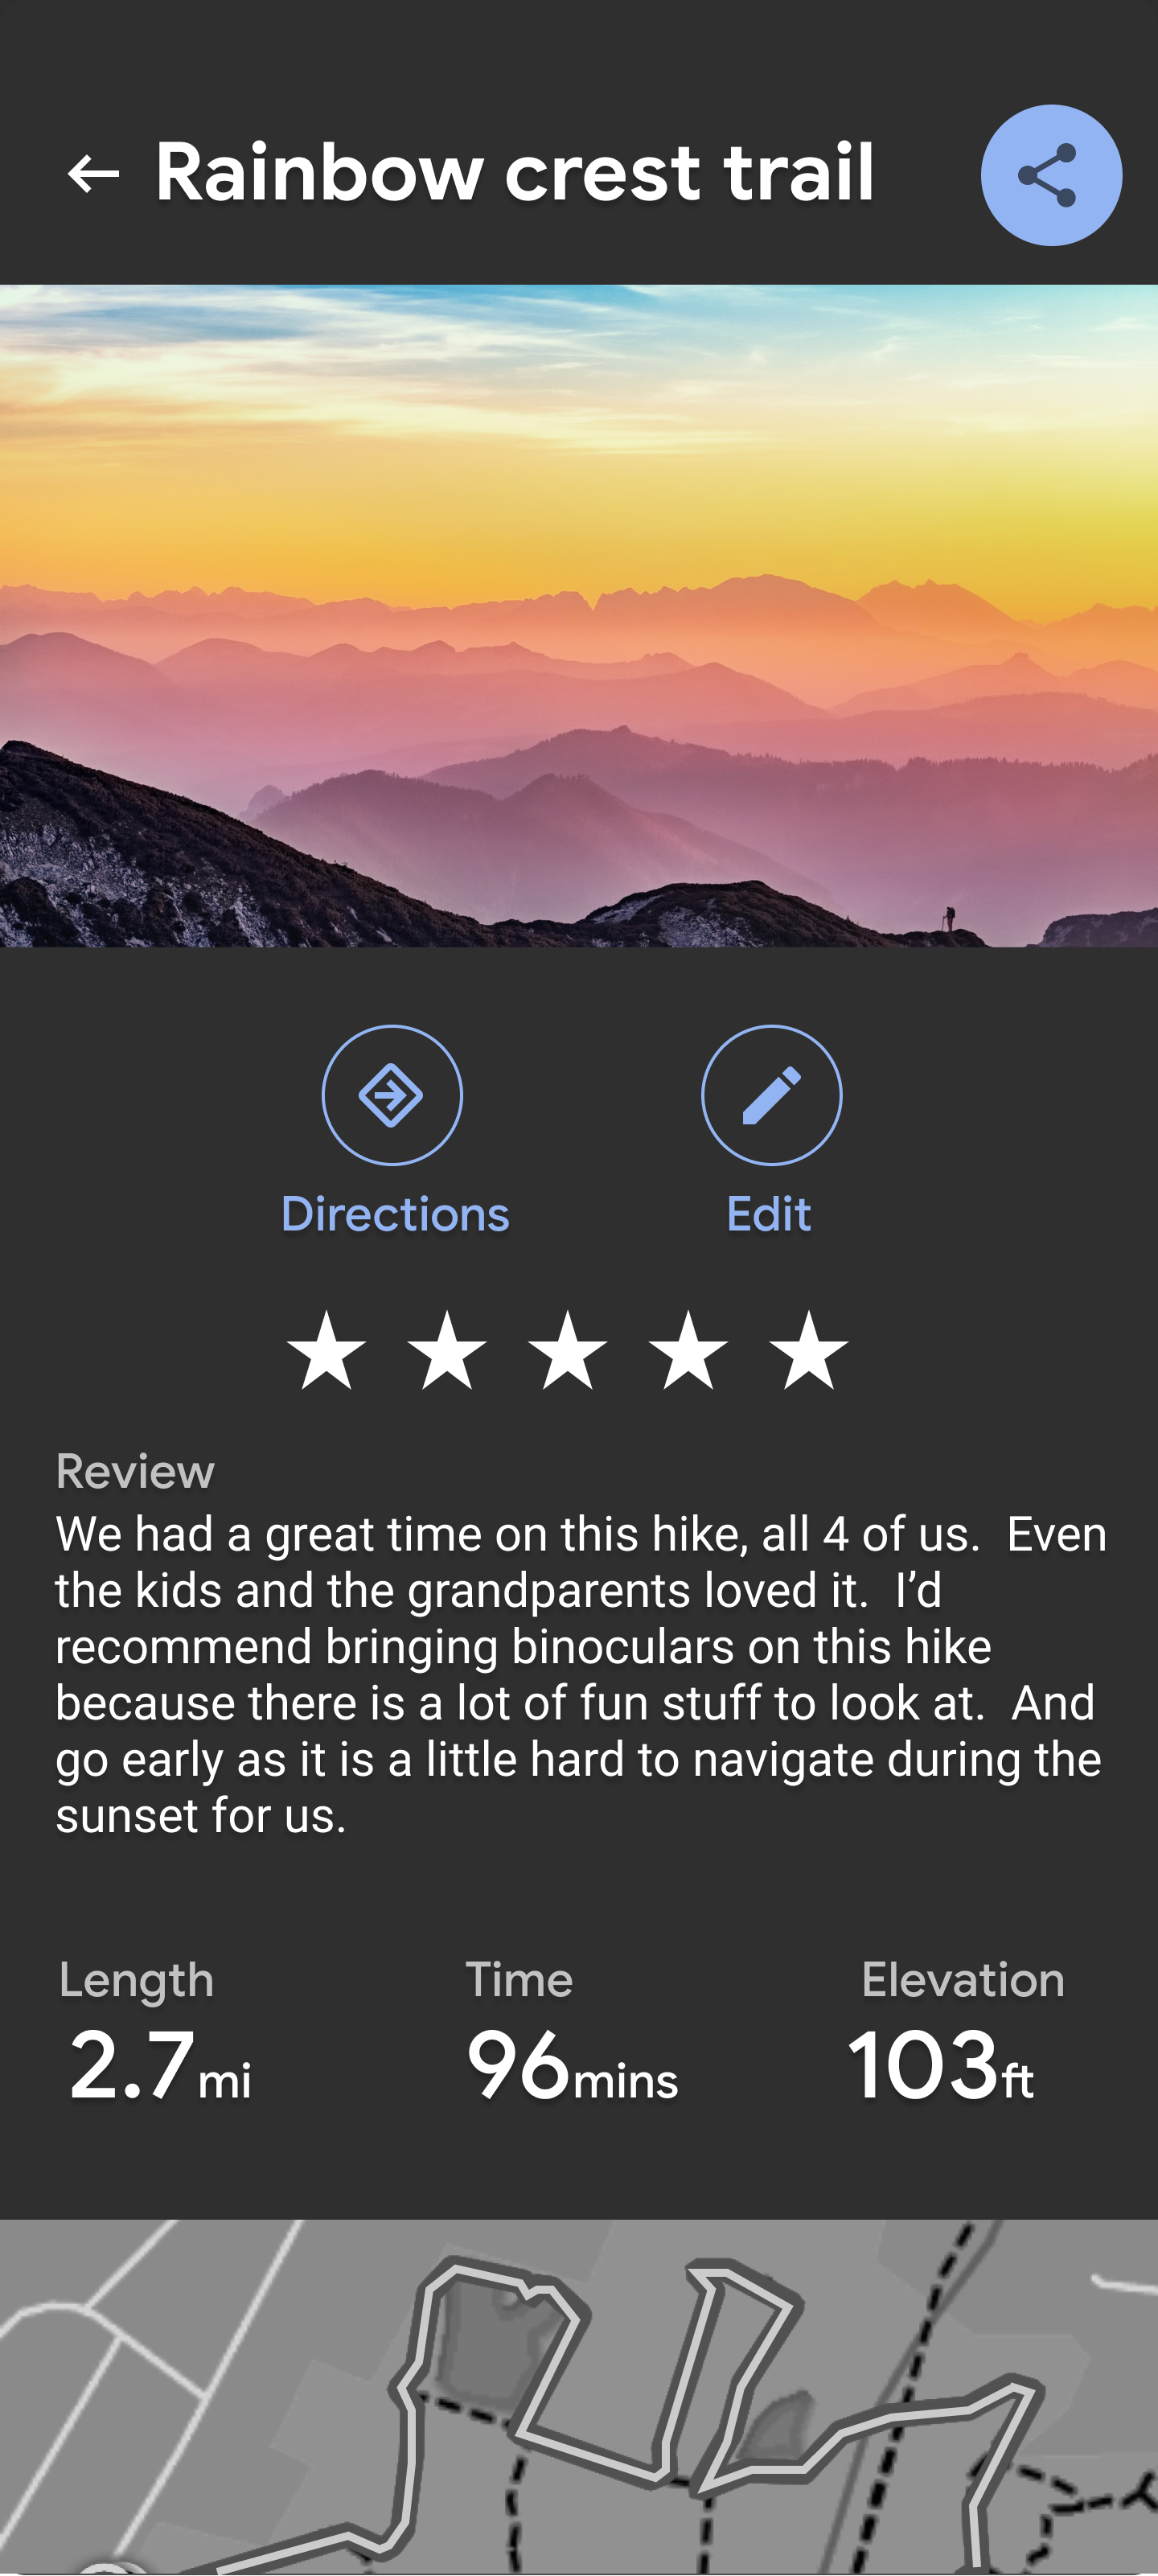 Rainbow crest trail
Directions
Edit
Review
We had a great time on this hike, all 4 of us.  Even
the kids and the grandparents loved it.  I’d
recommend bringing binoculars on this hike
because there is a lot of fun stuff to look at.  And
go early as it is a little hard to navigate during the
sunset for us.
Length
Time
Elevation
2.7mi
96mins
103ft